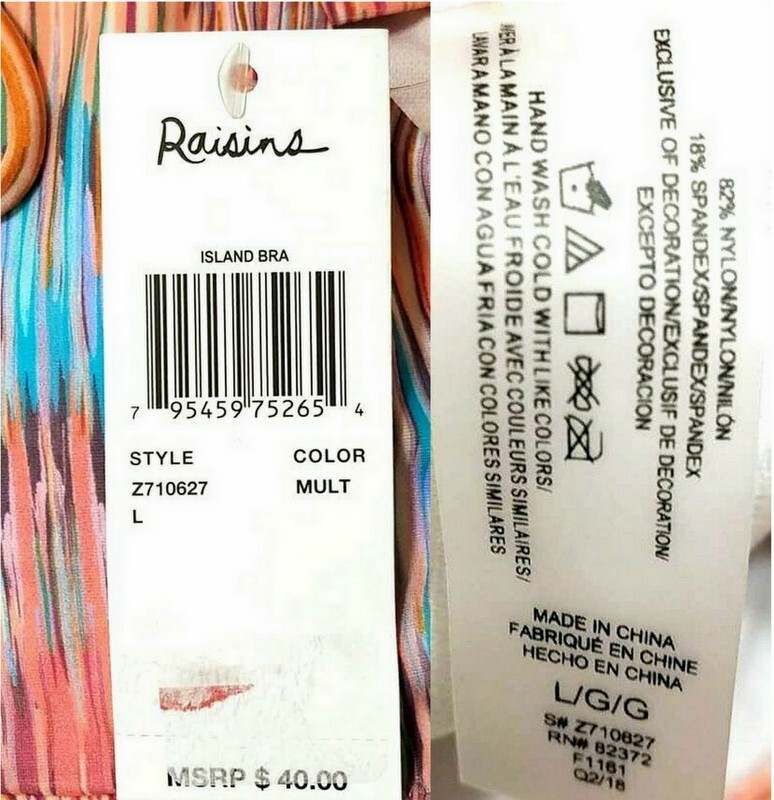 Raisins
ISLAND BRA
7 95459 75265 4
STYLE COLOR
Z710627 MULT
L
MSRP $ 40.00
82% NYLON/NYLON/NILÓN
18% SPANDEX/SPANDEX/SPANDEX
EXCLUSIVE OF DECORATION/EXCLUSIF DE DECORATION/
EXCEPTO DECORACION
HAND WASH COLD WITH LIKE COLORS/
VER À LA MAIN À L'EAU FROIDE AVEC COULEURS SIMILAIRES/
LAVAR A MANO CON AGUA FRIA CON COLORES SIMILARES
MADE IN CHINA
FABRIQUÉ EN CHINE
HECHO EN CHINA
L/G/G
S# Z710627
RN# 82372
F1161
Q2/18